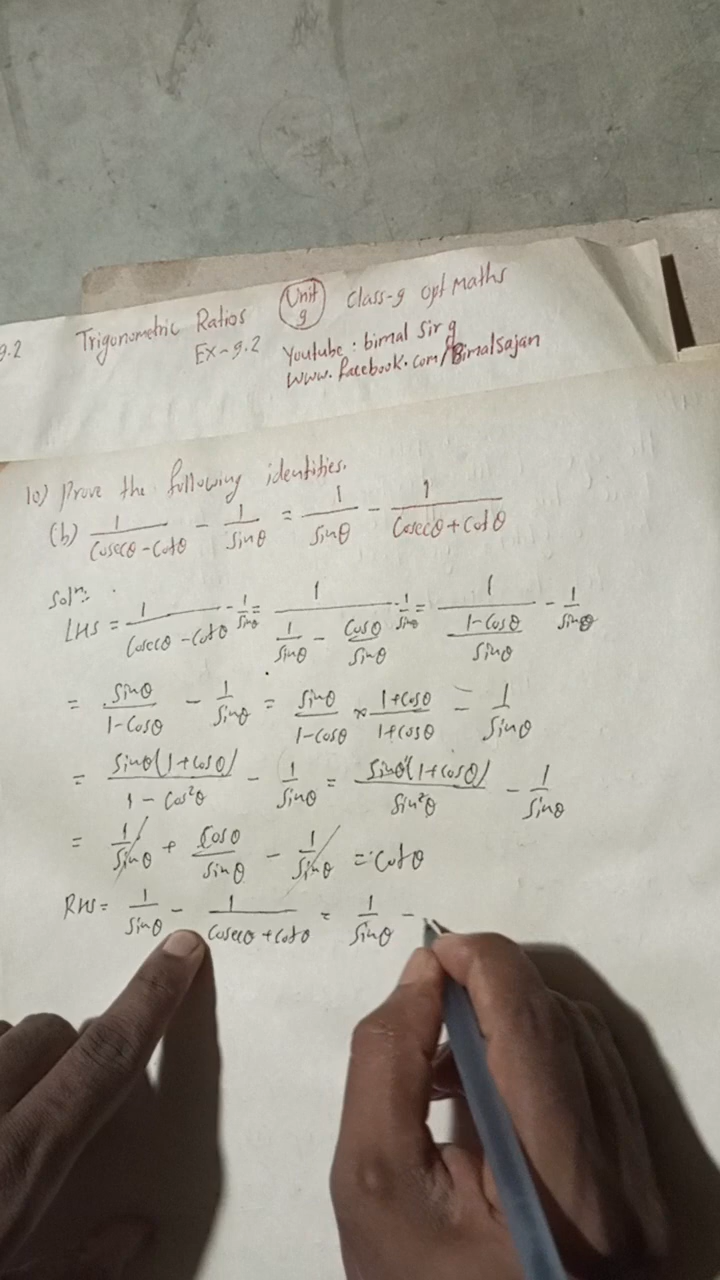 9.2 Trigonometric Ratios Unit 9 Class-9 opt Maths
Ex-9.2 Youtube: bimal Sir g
www.facebook.com/BimalSajan
10) Prove the following identities.
(b) 1/(Cosecθ-Cotθ) - 1/Sinθ = 1/Sinθ - 1/(Cosecθ+Cotθ)
Soln:
LHS = 1/(Cosecθ-Cotθ) - 1/Sinθ = 1/(1/Sinθ - Cosθ/Sinθ) - 1/Sinθ = 1/((1-Cosθ)/Sinθ) - 1/Sinθ
= Sinθ/(1-Cosθ) - 1/Sinθ = Sinθ/(1-Cosθ) × (1+Cosθ)/(1+Cosθ) = 1/Sinθ
= Sinθ(1+Cosθ)/(1-Cos²θ) - 1/Sinθ = Sinθ(1+Cosθ)/Sin²θ - 1/Sinθ
= 1/Sinθ + Cosθ/Sinθ - 1/Sinθ = Cotθ
RHS = 1/Sinθ - 1/(Cosecθ+Cotθ) = 1/Sinθ -